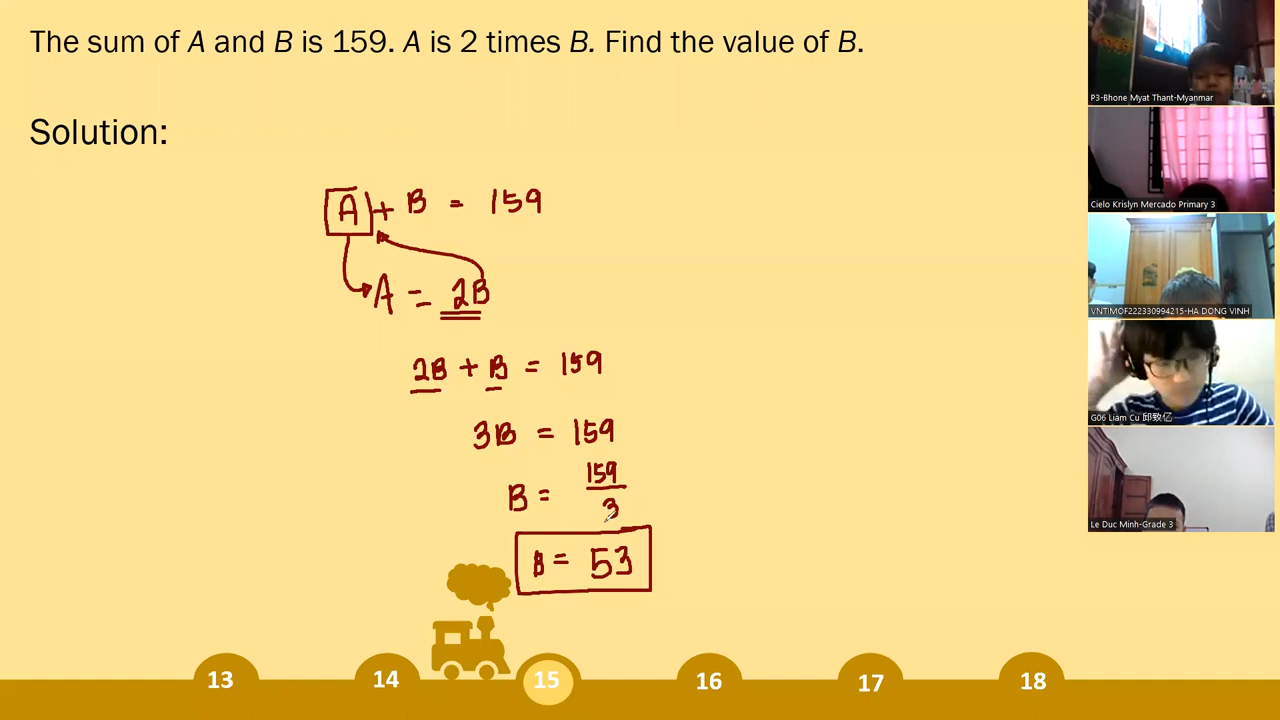 The sum of A and B is 159. A is 2 times B. Find the value of B.
Solution:
A + B = 159
A = 2B
2B + B = 159
3B = 159
B = 159/3
B = 53
13 14 15 16 17 18
P3-Bhone Myat Thant-Myanmar
Cielo Krislyn Mercado Primary 3
VNTIMOF222330994215-HA DONG VINH
G06 Liam Cu 邱致亿
Le Duc Minh-Grade 3